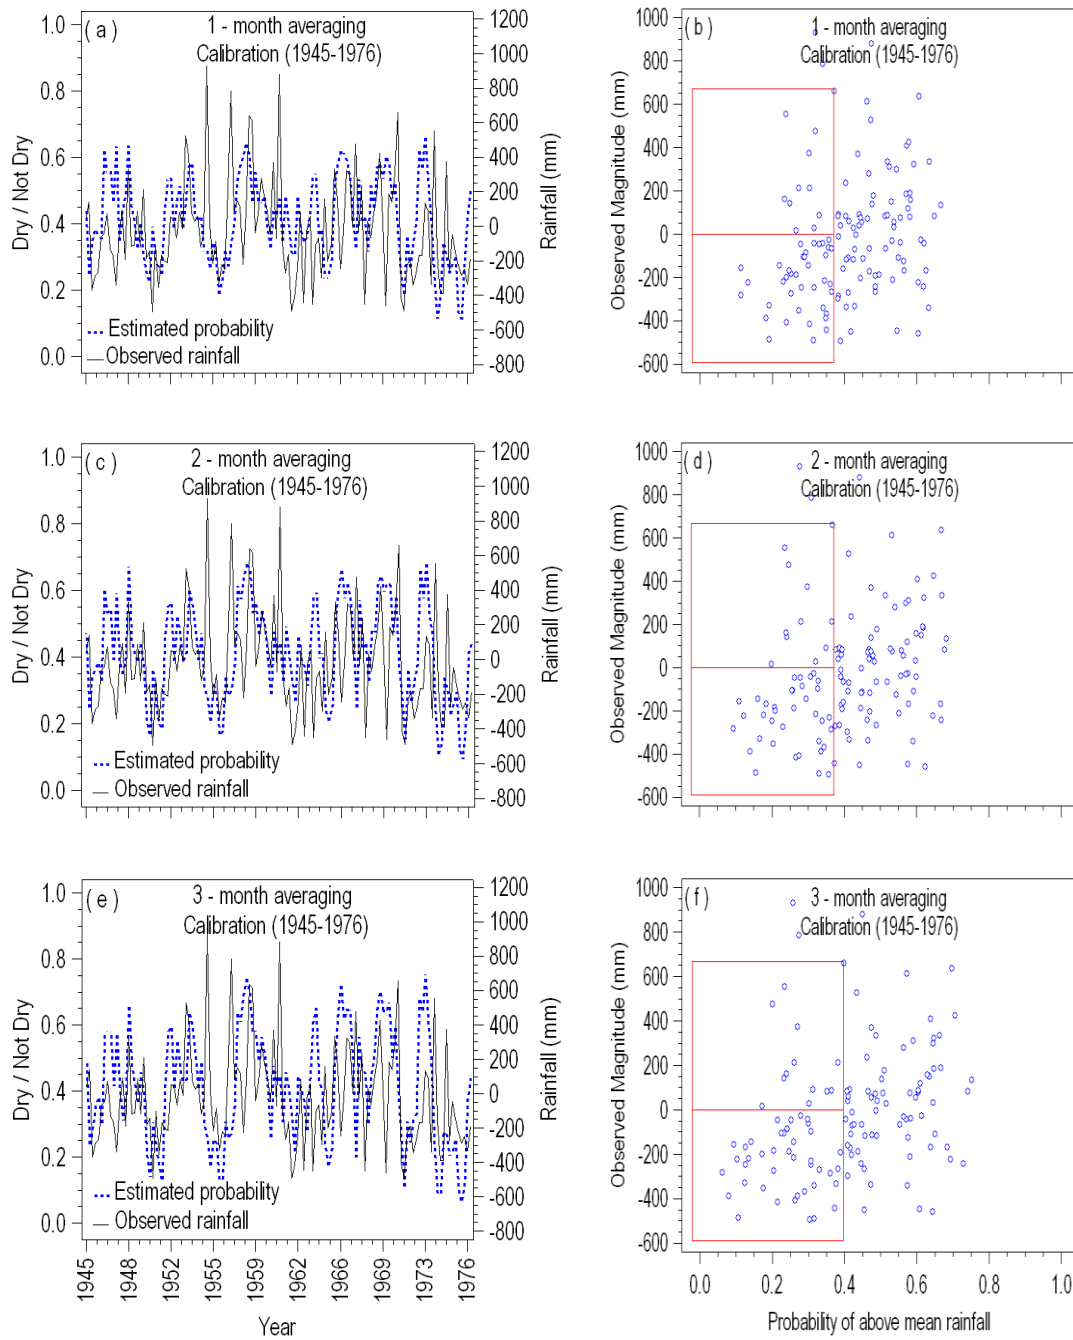 ( a )
1 - month averaging
Calibration (1945-1976)
1.0
0.8
0.6
0.4
0.2
0.0
Dry / Not Dry
1200
1000
800
600
400
200
0
-200
-400
-600
-800
Rainfall (mm)
Estimated probability
Observed rainfall
( b )
1 - month averaging
Calibration (1945-1976)
1000
800
600
400
200
0
-200
-400
-600
Observed Magnitude (mm)
( c )
2 - month averaging
Calibration (1945-1976)
1.0
0.8
0.6
0.4
0.2
0.0
Dry / Not Dry
1200
1000
800
600
400
200
0
-200
-400
-600
-800
Rainfall (mm)
Estimated probability
Observed rainfall
( d )
2 - month averaging
Calibration (1945-1976)
1000
800
600
400
200
0
-200
-400
-600
Observed Magnitude (mm)
( e )
3 - month averaging
Calibration (1945-1976)
1.0
0.8
0.6
0.4
0.2
0.0
Dry / Not Dry
1200
1000
800
600
400
200
0
-200
-400
-600
-800
Rainfall (mm)
Estimated probability
Observed rainfall
1945 1948 1952 1955 1959 1962 1966 1969 1973 1976
Year
( f )
3 - month averaging
Calibration (1945-1976)
1000
800
600
400
200
0
-200
-400
-600
Observed Magnitude (mm)
0.0 0.2 0.4 0.6 0.8 1.0
Probability of above mean rainfall